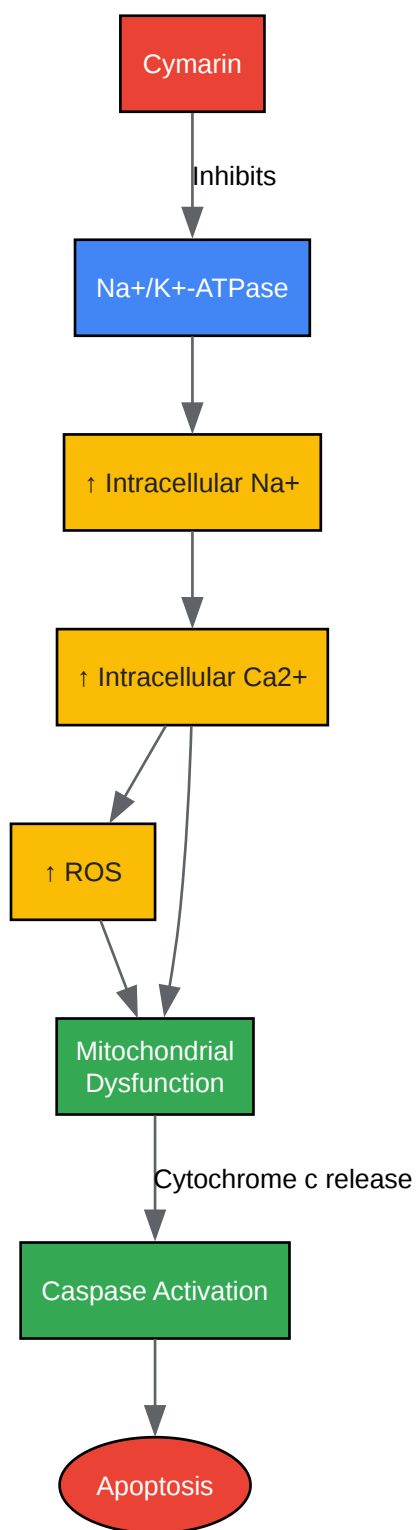 Cymarin
Inhibits
Na+/K+-ATPase
↑ Intracellular Na+
↑ Intracellular Ca2+
↑ ROS
Mitochondrial
Dysfunction
Cytochrome c release
Caspase Activation
Apoptosis